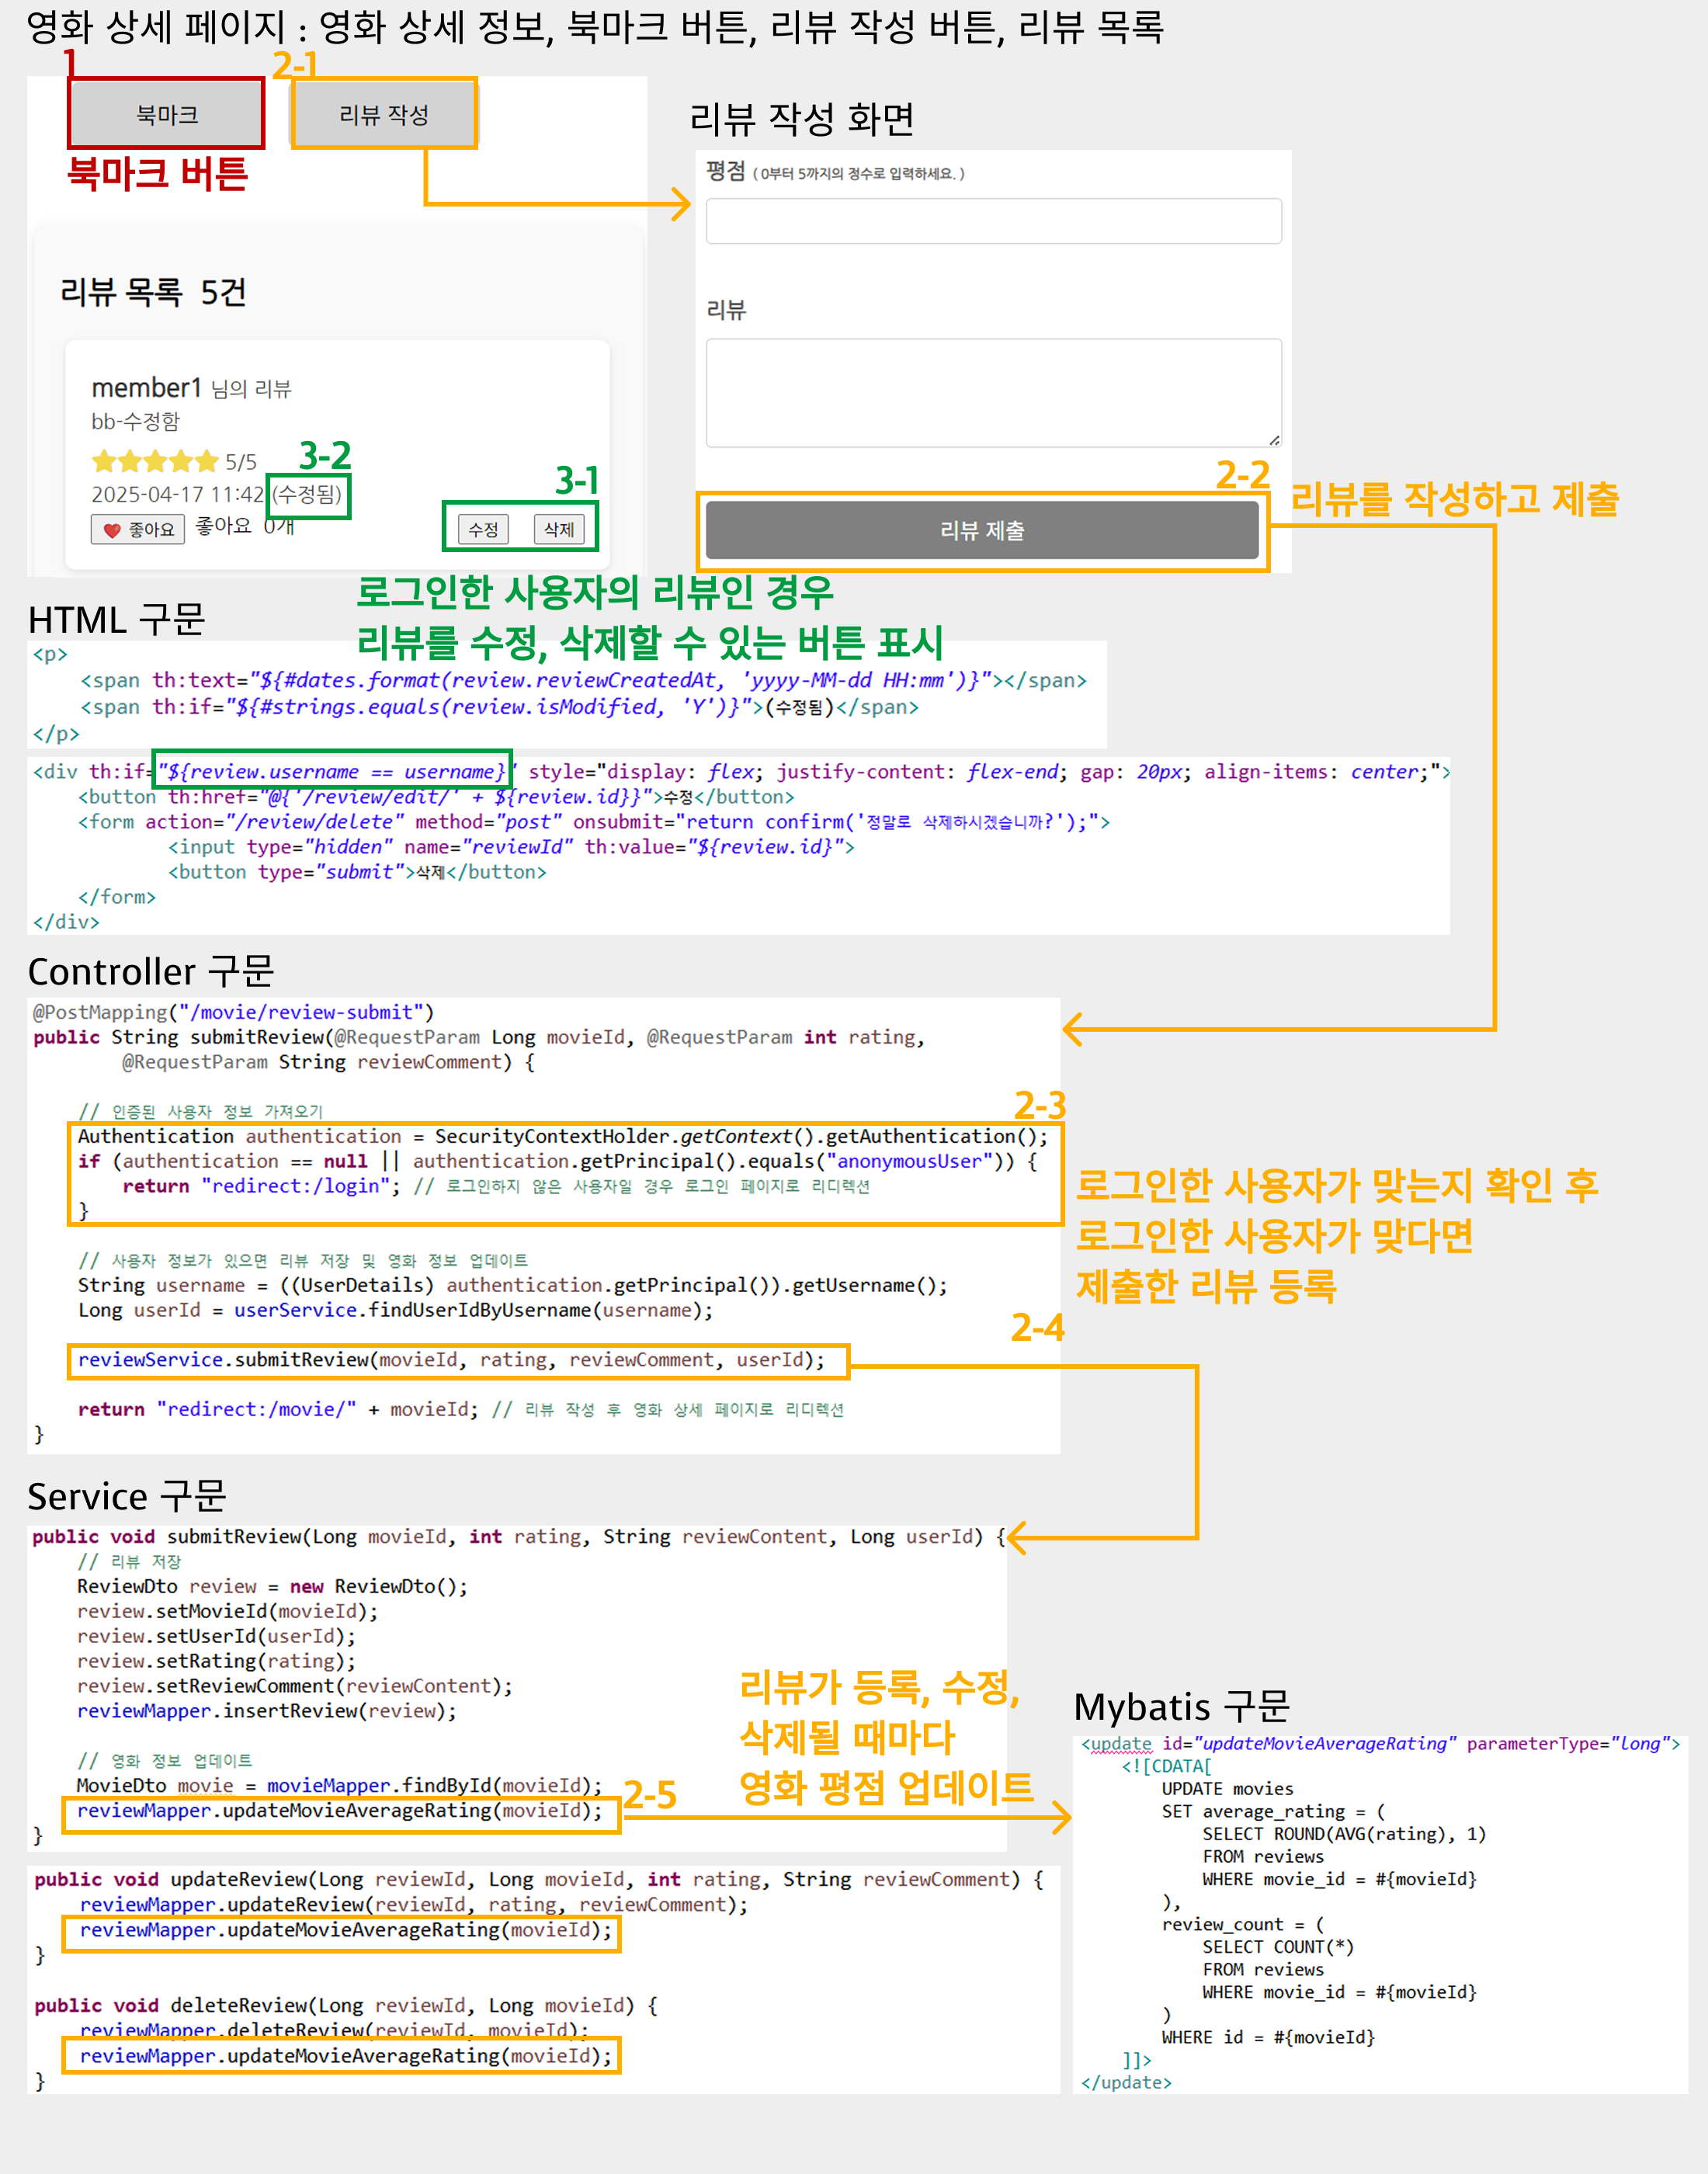 영화 상세 페이지 : 영화 상세 정보, 북마크 버튼, 리뷰 작성 버튼, 리뷰 목록
1
2-1
북마크
리뷰 작성
북마크 버튼
리뷰 목록 5건
member1 님의 리뷰
bb-수정함
5/5
3-2
2025-04-17 11:42 (수정됨)
3-1
좋아요 좋아요 0개
수정
삭제
로그인한 사용자의 리뷰인 경우
리뷰를 수정, 삭제할 수 있는 버튼 표시
리뷰 작성 화면
평점 ( 0부터 5까지의 정수로 입력하세요. )
리뷰
2-2
리뷰 제출
리뷰를 작성하고 제출
HTML 구문
<p>
    <span th:text="${#dates.format(review.reviewCreatedAt, 'yyyy-MM-dd HH:mm')}"></span>
    <span th:if="${#strings.equals(review.isModified, 'Y')}">(수정됨)</span>
</p>
<div th:if="${review.username == username}" style="display: flex; justify-content: flex-end; gap: 20px; align-items: center;">
    <button th:href="@{'/review/edit/' + ${review.id}}">수정</button>
    <form action="/review/delete" method="post" onsubmit="return confirm('정말로 삭제하시겠습니까?');">
            <input type="hidden" name="reviewId" th:value="${review.id}">
            <button type="submit">삭제</button>
    </form>
</div>
Controller 구문
@PostMapping("/movie/review-submit")
public String submitReview(@RequestParam Long movieId, @RequestParam int rating,
        @RequestParam String reviewComment) {
    // 인증된 사용자 정보 가져오기
2-3
    Authentication authentication = SecurityContextHolder.getContext().getAuthentication();
    if (authentication == null || authentication.getPrincipal().equals("anonymousUser")) {
        return "redirect:/login"; // 로그인하지 않은 사용자일 경우 로그인 페이지로 리디렉션
    }
로그인한 사용자가 맞는지 확인 후
로그인한 사용자가 맞다면
제출한 리뷰 등록
    // 사용자 정보가 있으면 리뷰 저장 및 영화 정보 업데이트
    String username = ((UserDetails) authentication.getPrincipal()).getUsername();
    Long userId = userService.findUserIdByUsername(username);
2-4
    reviewService.submitReview(movieId, rating, reviewComment, userId);
    return "redirect:/movie/" + movieId; // 리뷰 작성 후 영화 상세 페이지로 리디렉션
}
Service 구문
public void submitReview(Long movieId, int rating, String reviewContent, Long userId) {
    // 리뷰 저장
    ReviewDto review = new ReviewDto();
    review.setMovieId(movieId);
    review.setUserId(userId);
    review.setRating(rating);
    review.setReviewComment(reviewContent);
    reviewMapper.insertReview(review);
    // 영화 정보 업데이트
    MovieDto movie = movieMapper.findById(movieId);
    reviewMapper.updateMovieAverageRating(movieId);
}
2-5
리뷰가 등록, 수정,
삭제될 때마다
영화 평점 업데이트
public void updateReview(Long reviewId, Long movieId, int rating, String reviewComment) {
    reviewMapper.updateReview(reviewId, rating, reviewComment);
    reviewMapper.updateMovieAverageRating(movieId);
}
public void deleteReview(Long reviewId, Long movieId) {
    reviewMapper.deleteReview(reviewId, movieId);
    reviewMapper.updateMovieAverageRating(movieId);
}
Mybatis 구문
<update id="updateMovieAverageRating" parameterType="long">
    <![CDATA[
        UPDATE movies
        SET average_rating = (
            SELECT ROUND(AVG(rating), 1)
            FROM reviews
            WHERE movie_id = #{movieId}
        ),
        review_count = (
            SELECT COUNT(*)
            FROM reviews
            WHERE movie_id = #{movieId}
        )
        WHERE id = #{movieId}
    ]]>
</update>